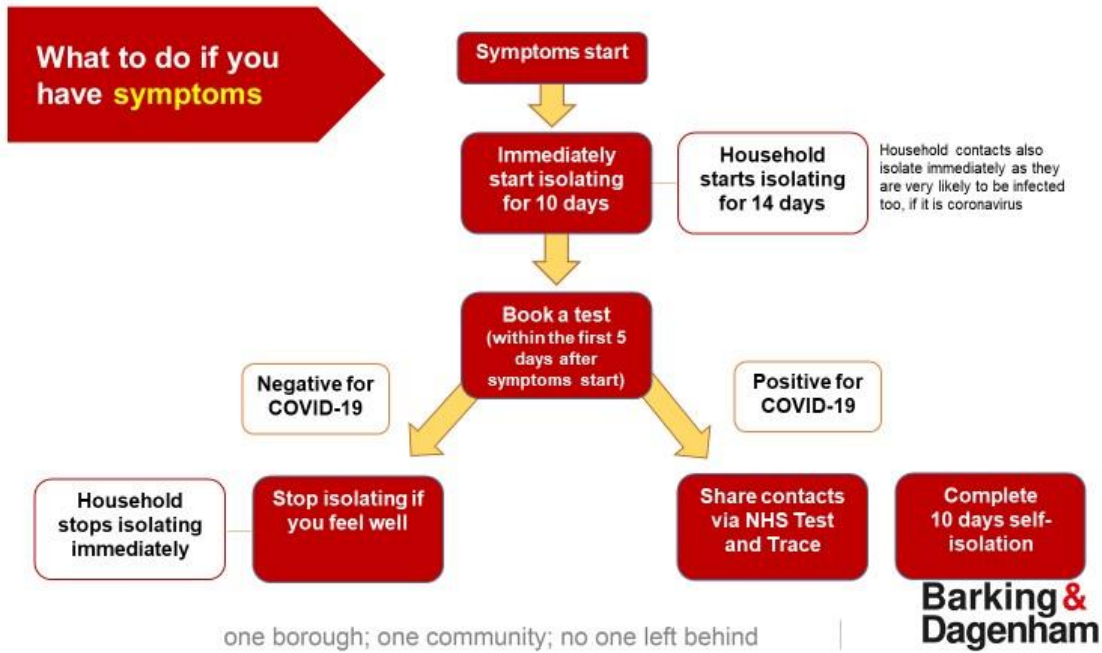 What to do if you
have symptoms
Symptoms start
Immediately
start isolating
for 10 days
Household
starts isolating
for 14 days
Household contacts also
isolate immediately as they
are very likely to be infected
too, if it is coronavirus
Book a test
(within the first 5
days after
symptoms start)
Negative for
COVID-19
Positive for
COVID-19
Household
stops isolating
immediately
Stop isolating if
you feel well
Share contacts
via NHS Test
and Trace
Complete
10 days self-
isolation
one borough; one community; no one left behind
Barking &
Dagenham